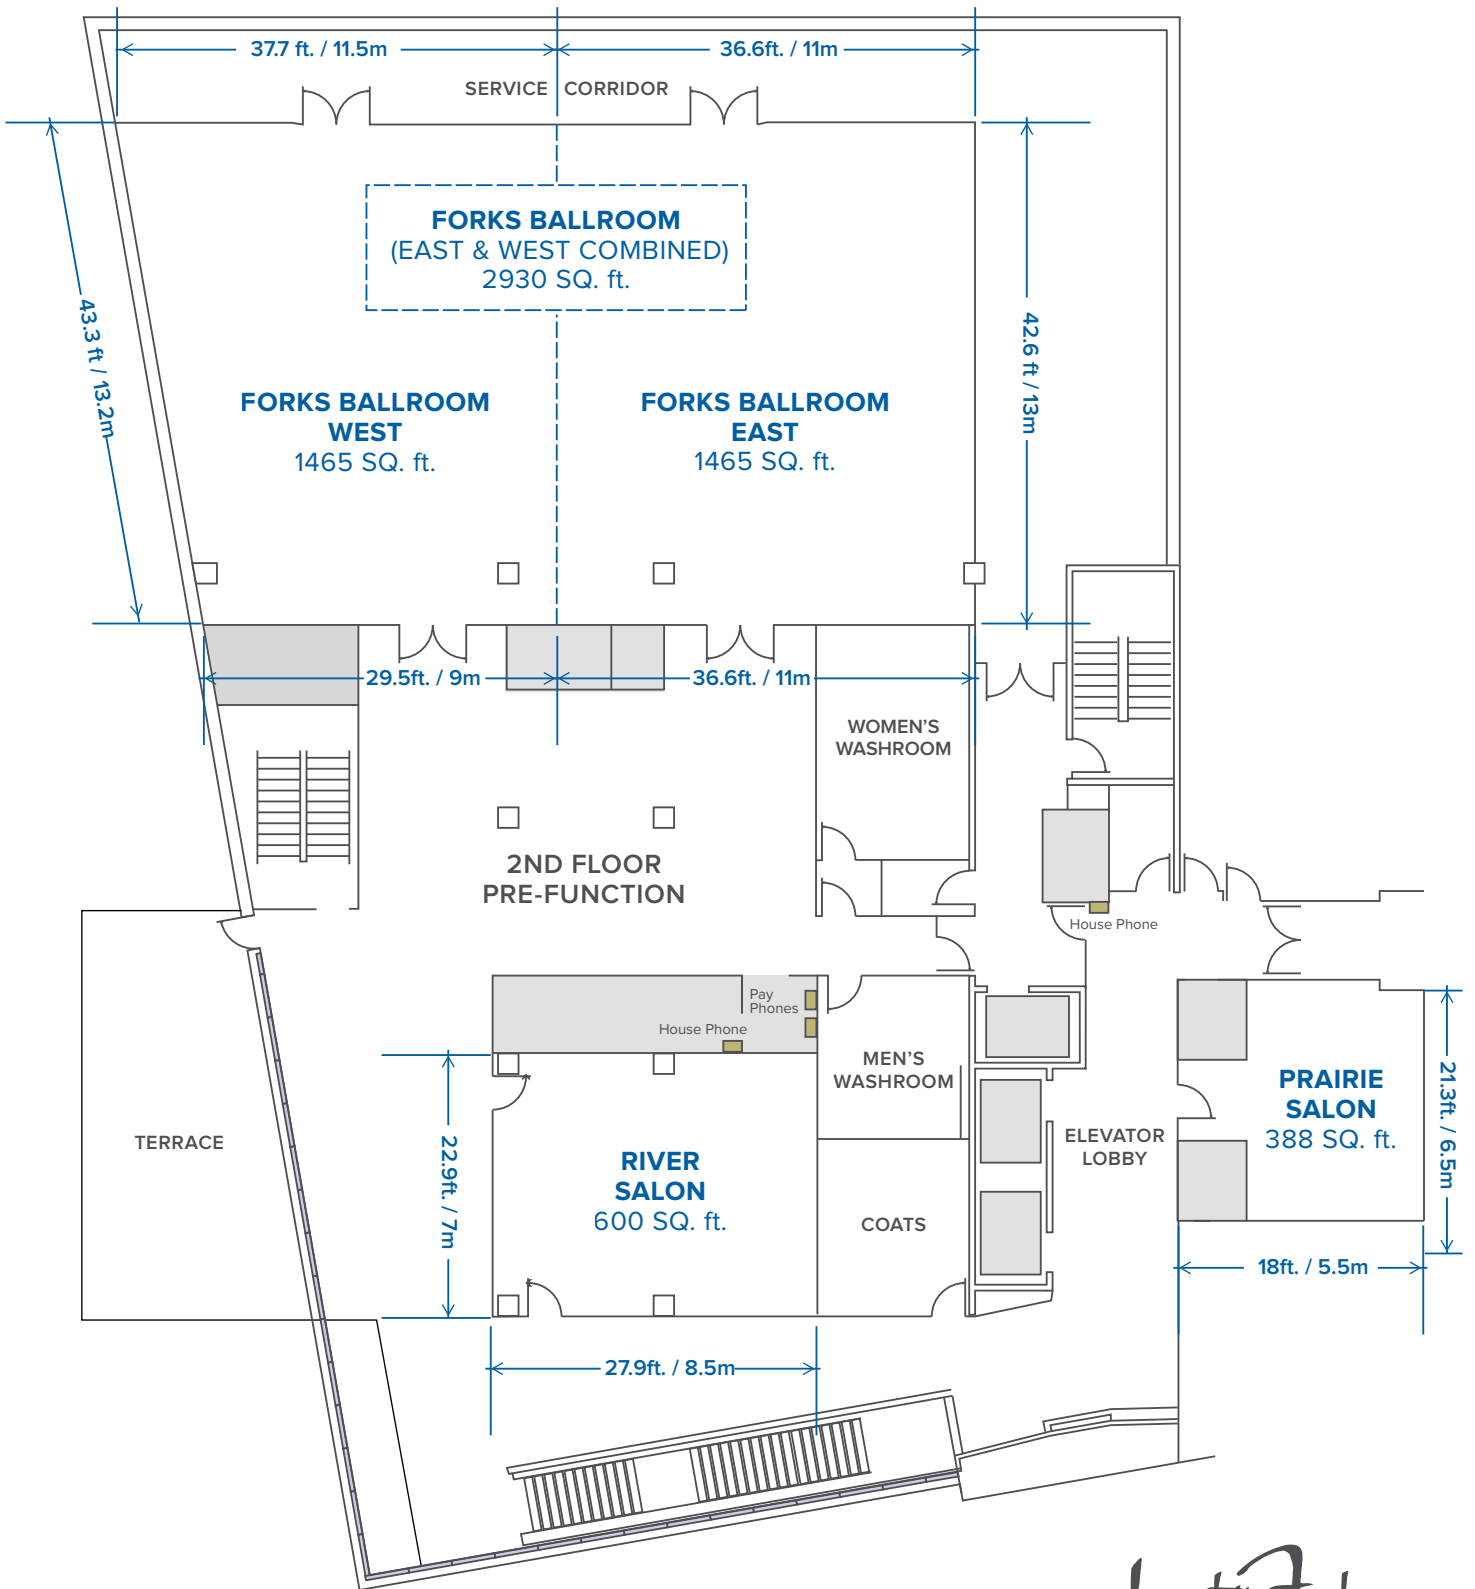 37.7 ft. / 11.5m
36.6ft. / 11m
SERVICE CORRIDOR
FORKS BALLROOM
(EAST & WEST COMBINED)
2930 SQ. ft.
43.3 ft / 13.2m
42.6 ft / 13m
FORKS BALLROOM
WEST
1465 SQ. ft.
FORKS BALLROOM
EAST
1465 SQ. ft.
29.5ft. / 9m
36.6ft. / 11m
WOMEN'S
WASHROOM
2ND FLOOR
PRE-FUNCTION
House Phone
Pay
Phones
House Phone
MEN'S
WASHROOM
TERRACE
22.9ft. / 7m
RIVER
SALON
600 SQ. ft.
COATS
ELEVATOR
LOBBY
PRAIRIE
SALON
388 SQ. ft.
21.3ft. / 6.5m
18ft. / 5.5m
27.9ft. / 8.5m